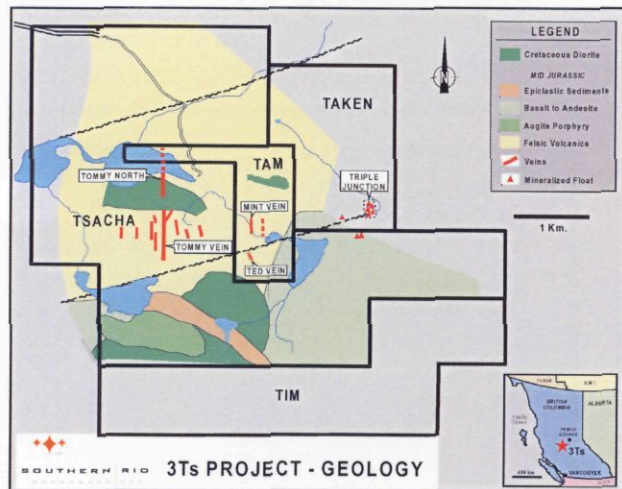 LEGEND
Cretaceous Diorite
MID JURASSIC
Epiclastic Sediments
Basalt to Andesite
Augite Porphyry
Felsic Volcanics
Veins
Mineralized Float
1 Km.
TAKEN
TAM
TRIPLE
JUNCTION
TOMMY NORTH
MINT VEIN
TSACHA
TOMMY VEIN
TED VEIN
TIM
BRITISH
COLUMBIA
ALBERTA
PRINCE
GEORGE
3Ts
VANCOUVER
SOUTHERN RIO
3Ts PROJECT - GEOLOGY